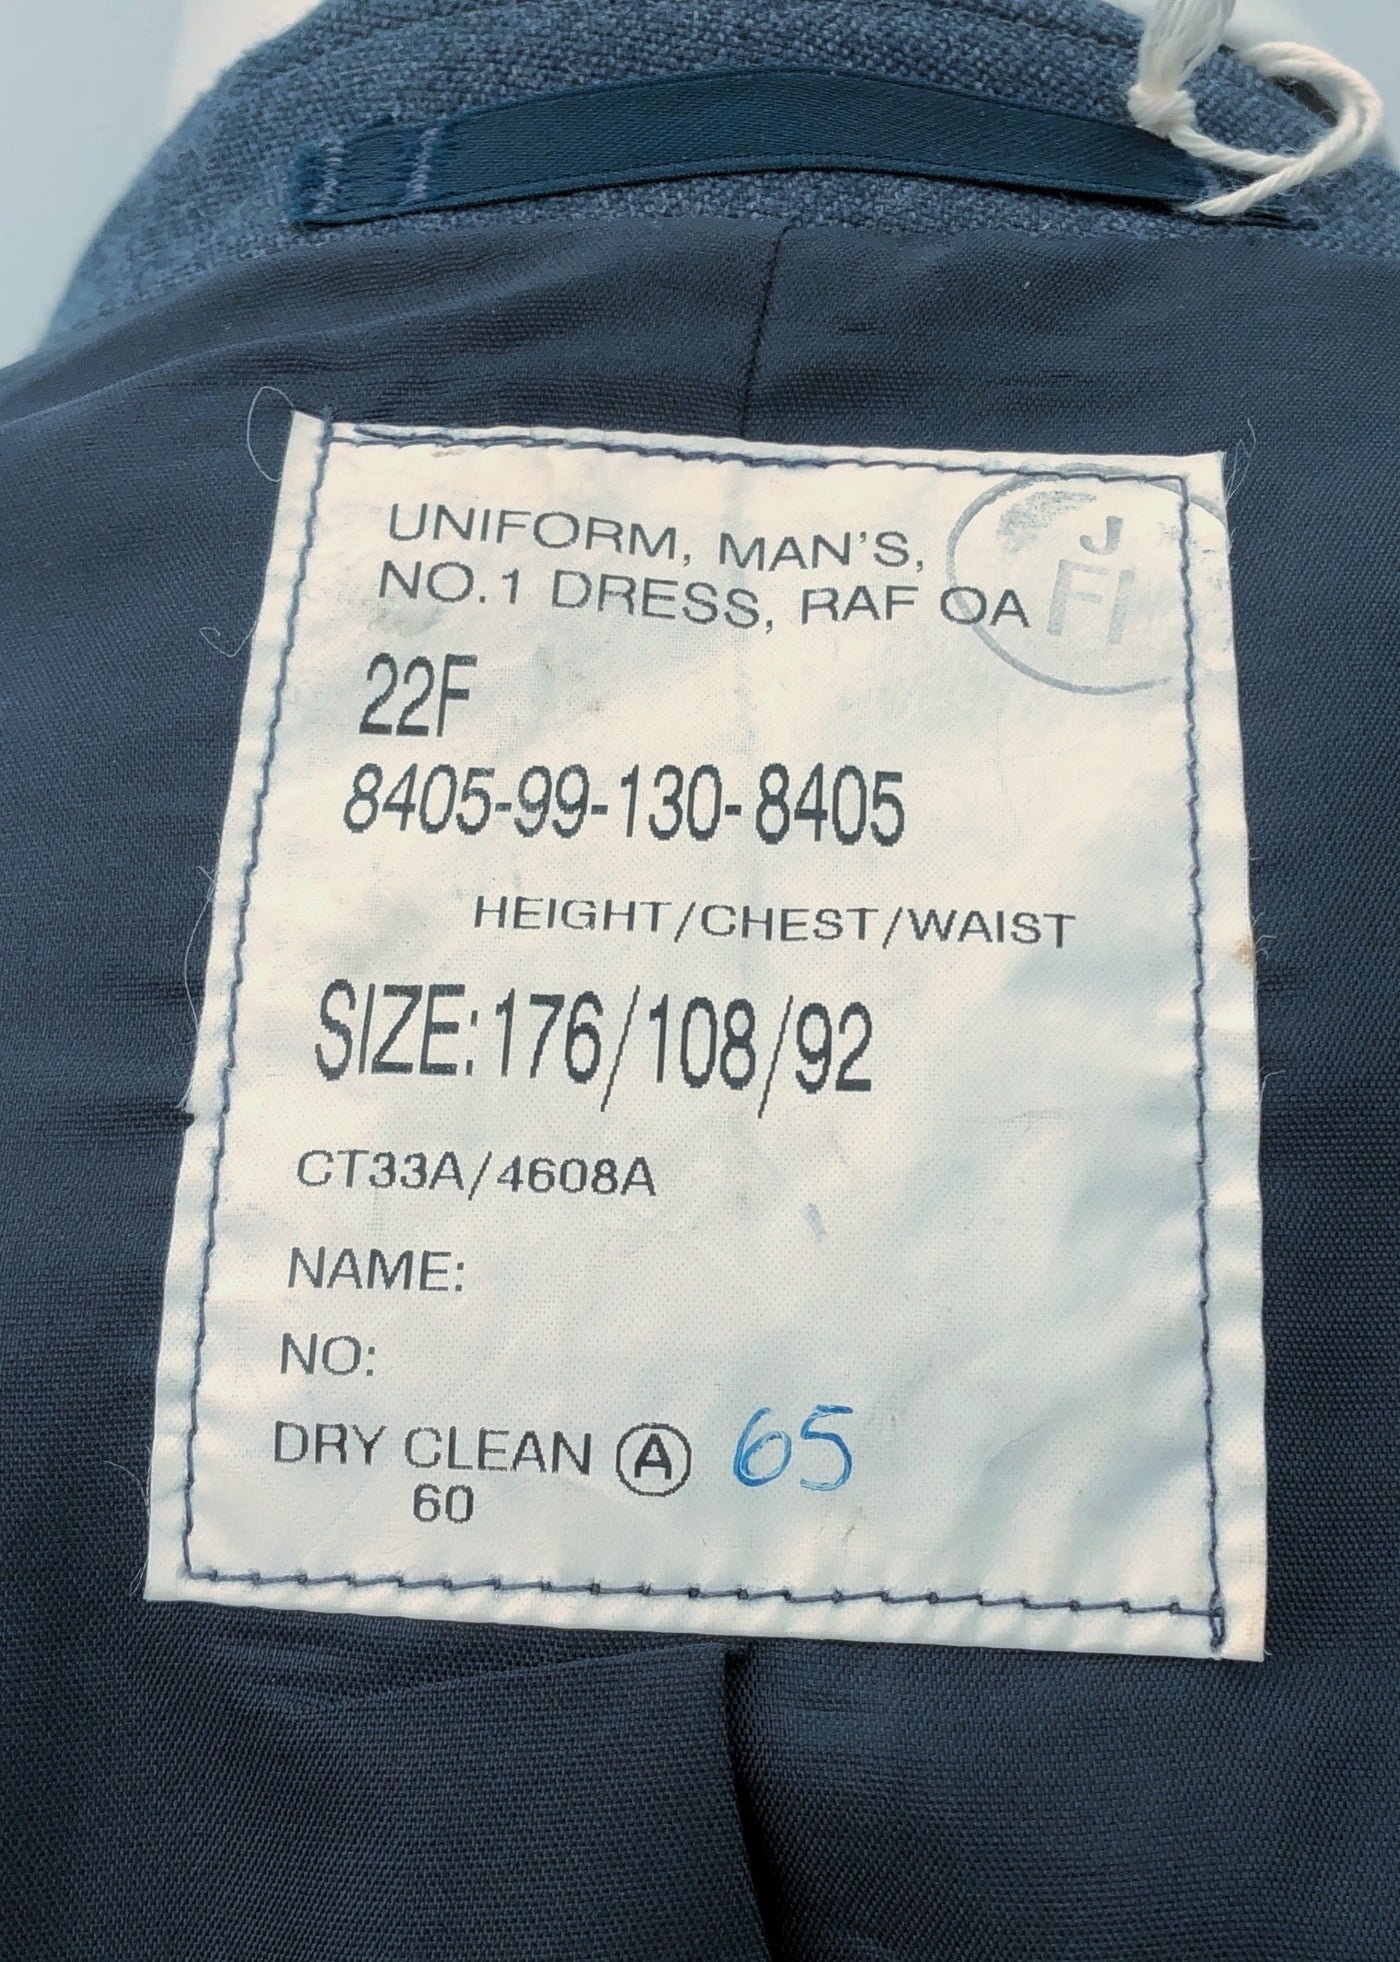 UNIFORM, MAN'S,
NO.1 DRESS, RAF OA
J
FI
22F
8405-99-130-8405
HEIGHT/CHEST/WAIST
SIZE:176/108/92
CT33A/4608A
NAME:
NO:
DRY CLEAN A 65
60